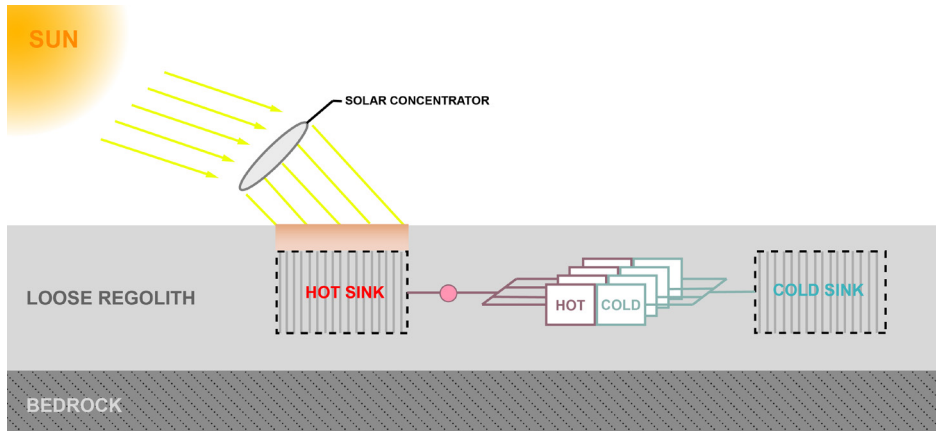 SUN
SOLAR CONCENTRATOR
LOOSE REGOLITH
HOT SINK
HOT
COLD
COLD SINK
BEDROCK